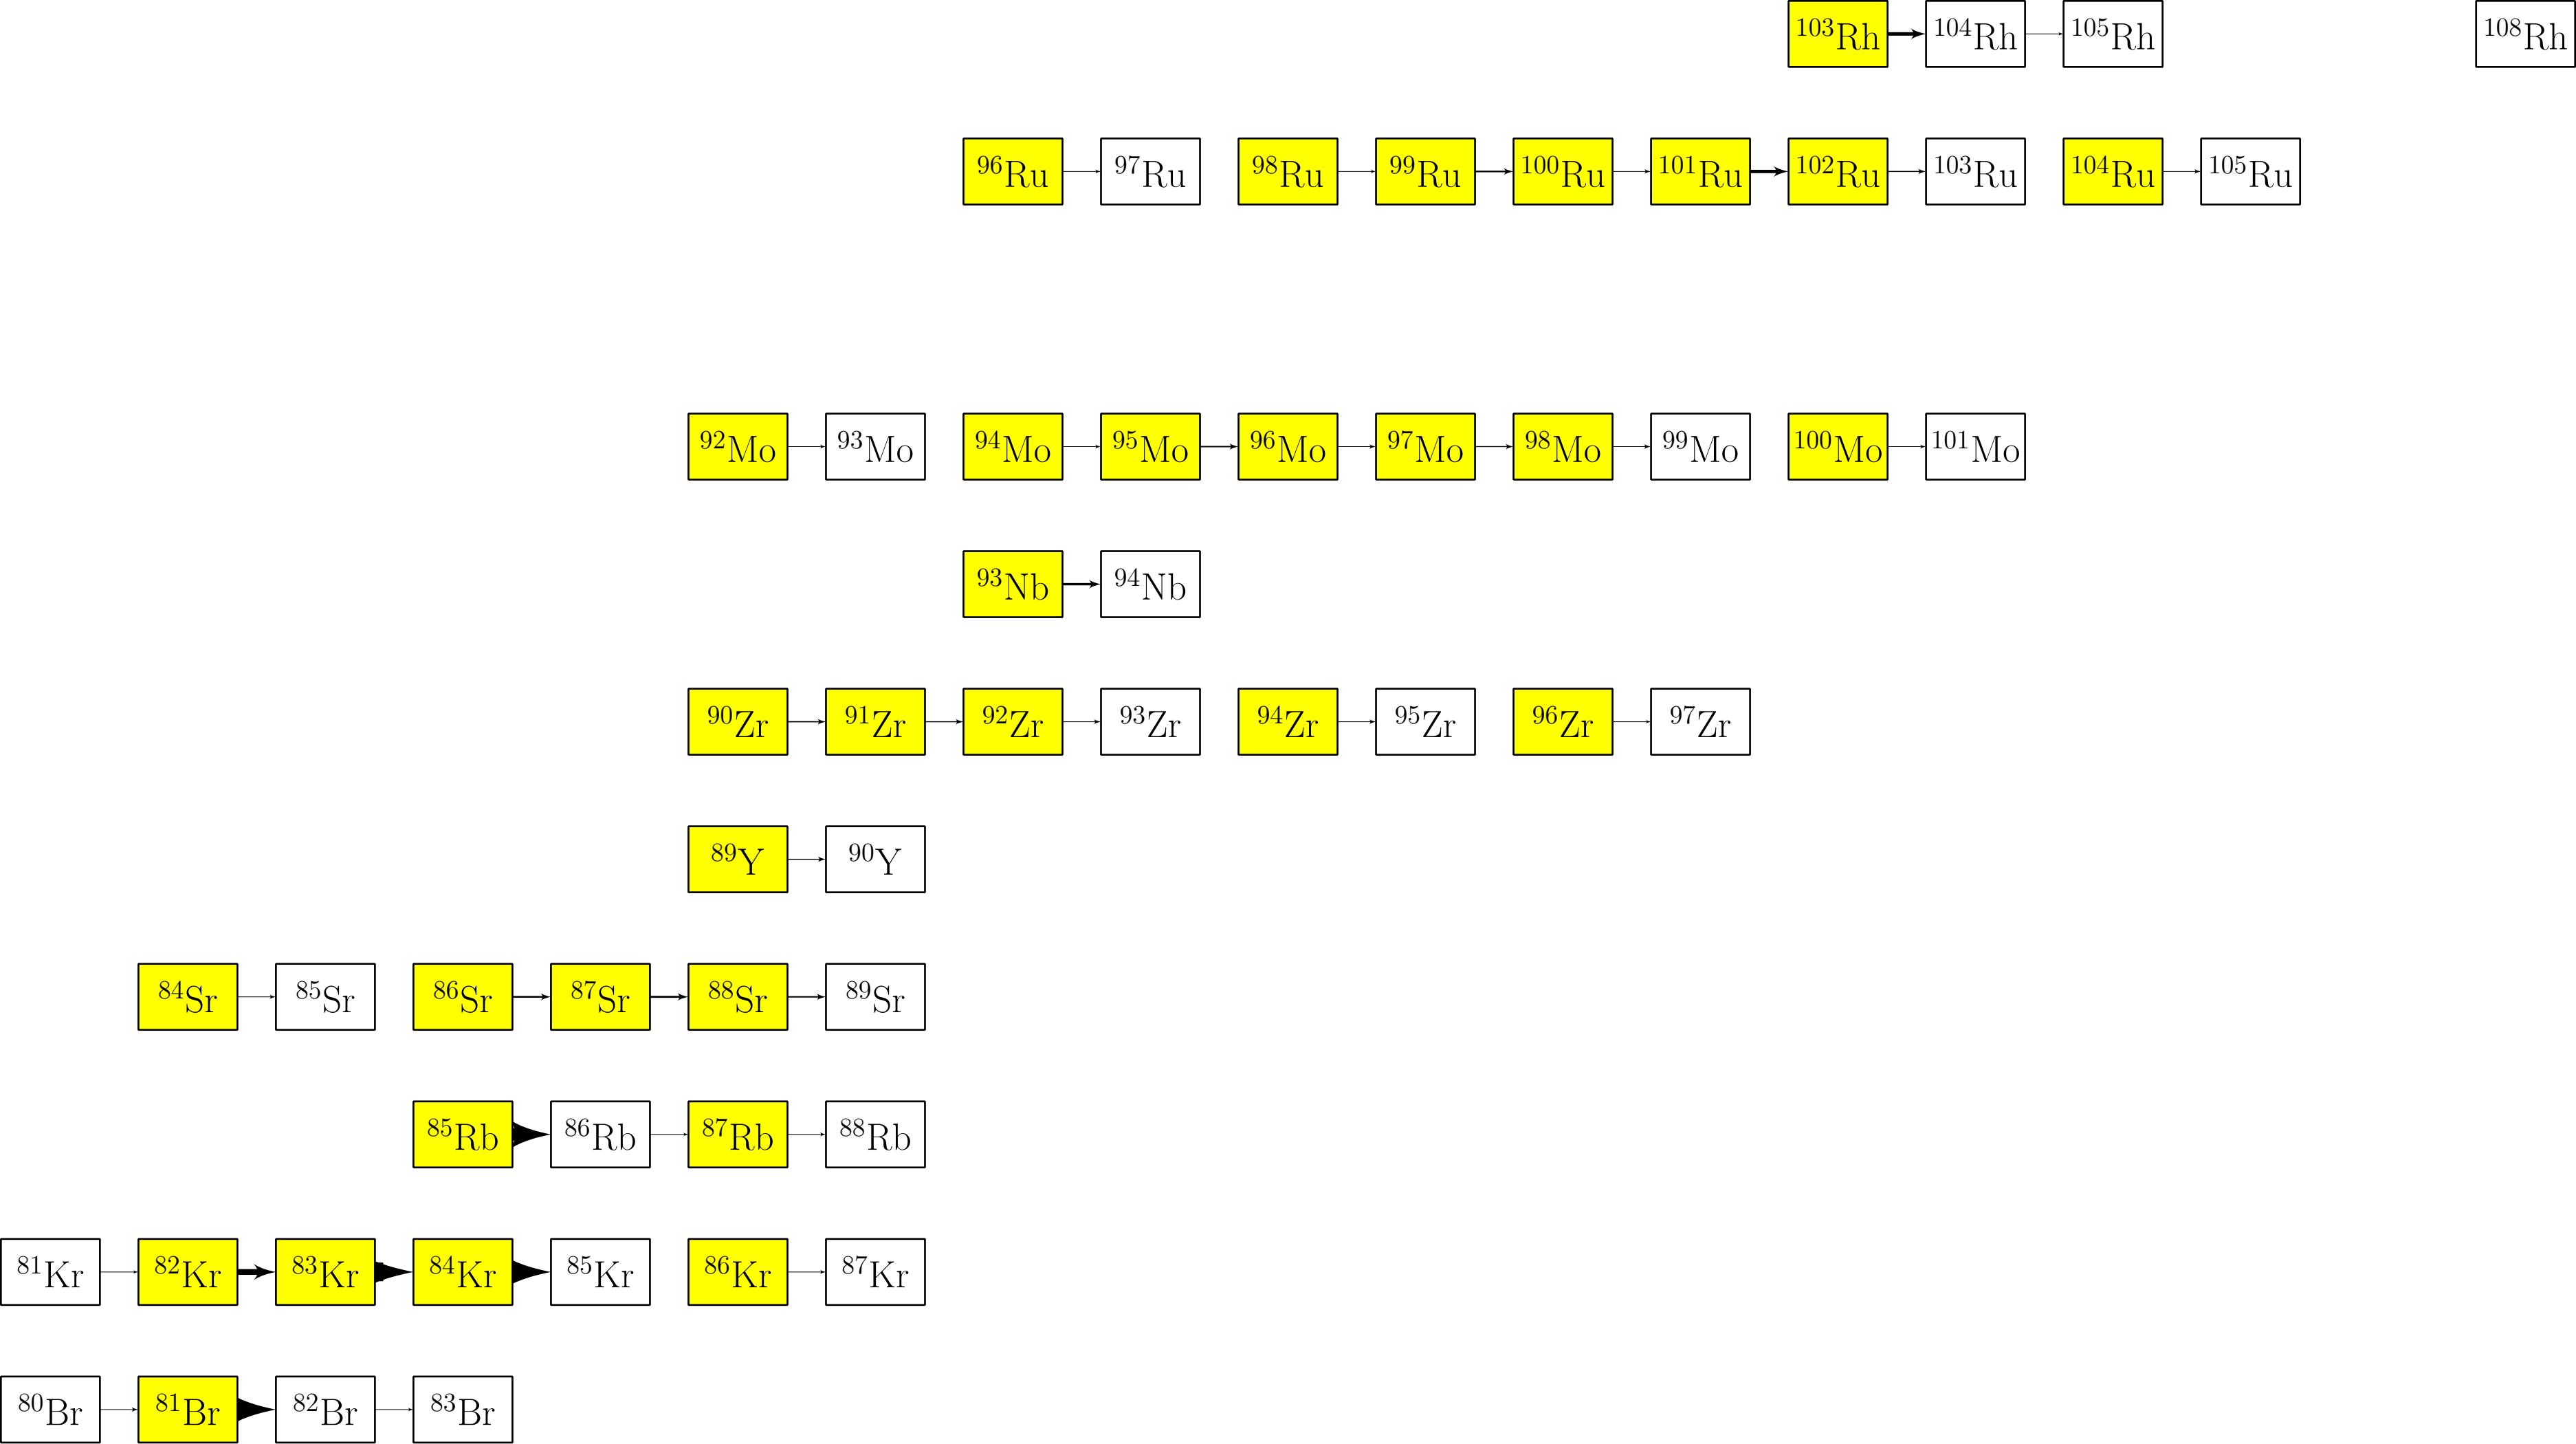 ¹⁰³Rh ¹⁰⁴Rh ¹⁰⁵Rh ¹⁰⁸Rh
⁹⁶Ru ⁹⁷Ru ⁹⁸Ru ⁹⁹Ru ¹⁰⁰Ru ¹⁰¹Ru ¹⁰²Ru ¹⁰³Ru ¹⁰⁴Ru ¹⁰⁵Ru
⁹²Mo ⁹³Mo ⁹⁴Mo ⁹⁵Mo ⁹⁶Mo ⁹⁷Mo ⁹⁸Mo ⁹⁹Mo ¹⁰⁰Mo ¹⁰¹Mo
⁹³Nb ⁹⁴Nb
⁹⁰Zr ⁹¹Zr ⁹²Zr ⁹³Zr ⁹⁴Zr ⁹⁵Zr ⁹⁶Zr ⁹⁷Zr
⁸⁹Y ⁹⁰Y
⁸⁴Sr ⁸⁵Sr ⁸⁶Sr ⁸⁷Sr ⁸⁸Sr ⁸⁹Sr
⁸⁵Rb ⁸⁶Rb ⁸⁷Rb ⁸⁸Rb
⁸¹Kr ⁸²Kr ⁸³Kr ⁸⁴Kr ⁸⁵Kr ⁸⁶Kr ⁸⁷Kr
⁸⁰Br ⁸¹Br ⁸²Br ⁸³Br